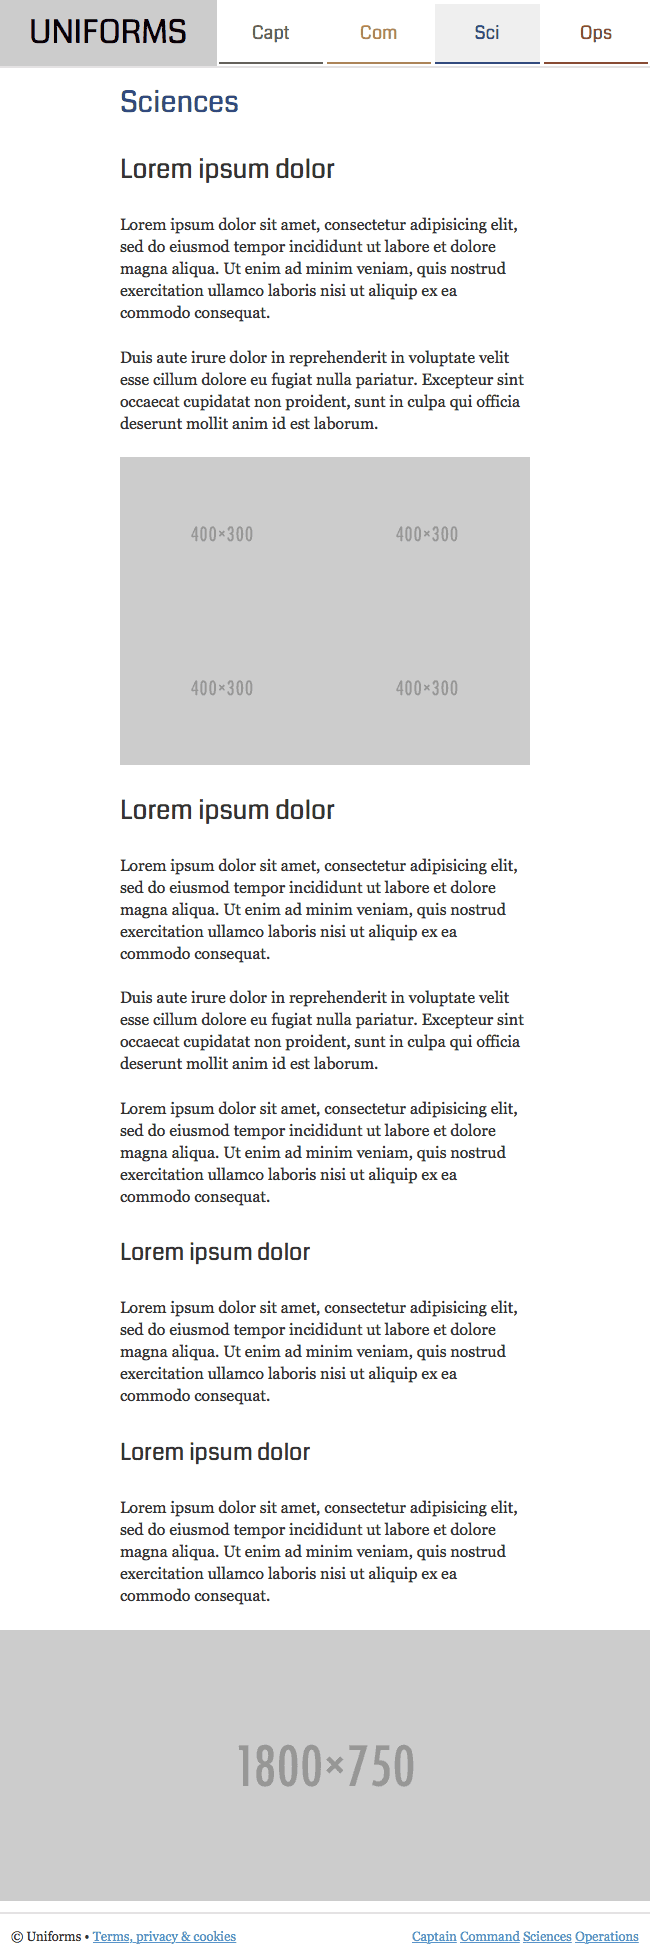 UNIFORMS Capt Com Sci Ops
Sciences
Lorem ipsum dolor
Lorem ipsum dolor sit amet, consectetur adipisicing elit,
sed do eiusmod tempor incididunt ut labore et dolore
magna aliqua. Ut enim ad minim veniam, quis nostrud
exercitation ullamco laboris nisi ut aliquip ex ea
commodo consequat.
Duis aute irure dolor in reprehenderit in voluptate velit
esse cillum dolore eu fugiat nulla pariatur. Excepteur sint
occaecat cupidatat non proident, sunt in culpa qui officia
deserunt mollit anim id est laborum.
400×300 400×300
400×300 400×300
Lorem ipsum dolor
Lorem ipsum dolor sit amet, consectetur adipisicing elit,
sed do eiusmod tempor incididunt ut labore et dolore
magna aliqua. Ut enim ad minim veniam, quis nostrud
exercitation ullamco laboris nisi ut aliquip ex ea
commodo consequat.
Duis aute irure dolor in reprehenderit in voluptate velit
esse cillum dolore eu fugiat nulla pariatur. Excepteur sint
occaecat cupidatat non proident, sunt in culpa qui officia
deserunt mollit anim id est laborum.
Lorem ipsum dolor sit amet, consectetur adipisicing elit,
sed do eiusmod tempor incididunt ut labore et dolore
magna aliqua. Ut enim ad minim veniam, quis nostrud
exercitation ullamco laboris nisi ut aliquip ex ea
commodo consequat.
Lorem ipsum dolor
Lorem ipsum dolor sit amet, consectetur adipisicing elit,
sed do eiusmod tempor incididunt ut labore et dolore
magna aliqua. Ut enim ad minim veniam, quis nostrud
exercitation ullamco laboris nisi ut aliquip ex ea
commodo consequat.
Lorem ipsum dolor
Lorem ipsum dolor sit amet, consectetur adipisicing elit,
sed do eiusmod tempor incididunt ut labore et dolore
magna aliqua. Ut enim ad minim veniam, quis nostrud
exercitation ullamco laboris nisi ut aliquip ex ea
commodo consequat.
1800×750
© Uniforms • Terms, privacy & cookies Captain Command Sciences Operations